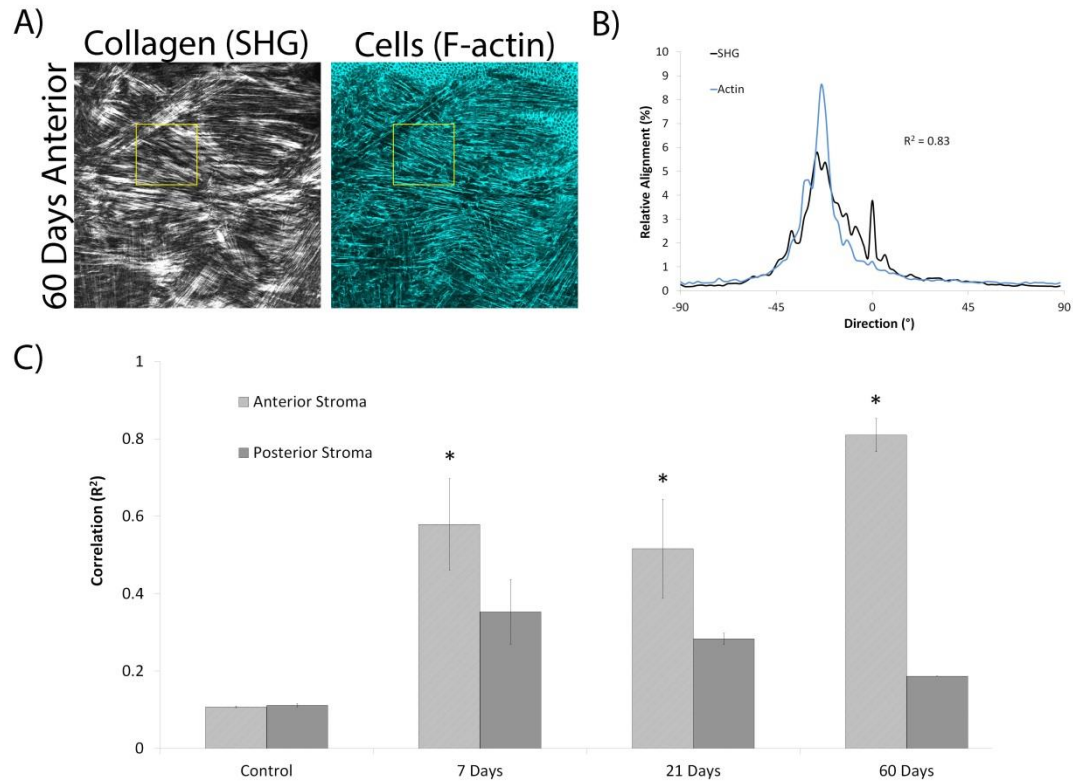 A)
Collagen (SHG)
Cells (F-actin)
60 Days Anterior
B)
10
9
8
7
6
5
4
3
2
1
0
Relative Alignment (%)
SHG
Actin
R² = 0.83
-90
-45
0
45
90
Direction (°)
C)
1
0.8
0.6
0.4
0.2
0
Correlation (R²)
Anterior Stroma
Posterior Stroma
*
*
*
Control
7 Days
21 Days
60 Days